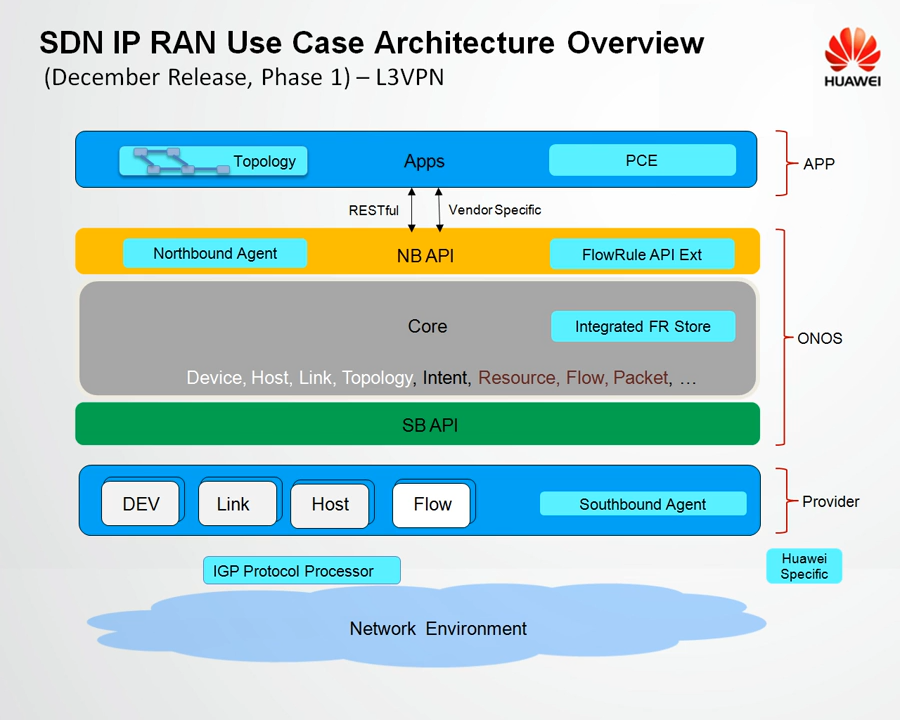 SDN IP RAN Use Case Architecture Overview
(December Release, Phase 1) – L3VPN
HUAWEI
Topology
Apps
PCE
APP
RESTful
Vendor Specific
Northbound Agent
NB API
FlowRule API Ext
Core
Integrated FR Store
ONOS
Device, Host, Link, Topology, Intent, Resource, Flow, Packet, …
SB API
DEV
Link
Host
Flow
Southbound Agent
Provider
IGP Protocol Processor
Huawei
Specific
Network Environment